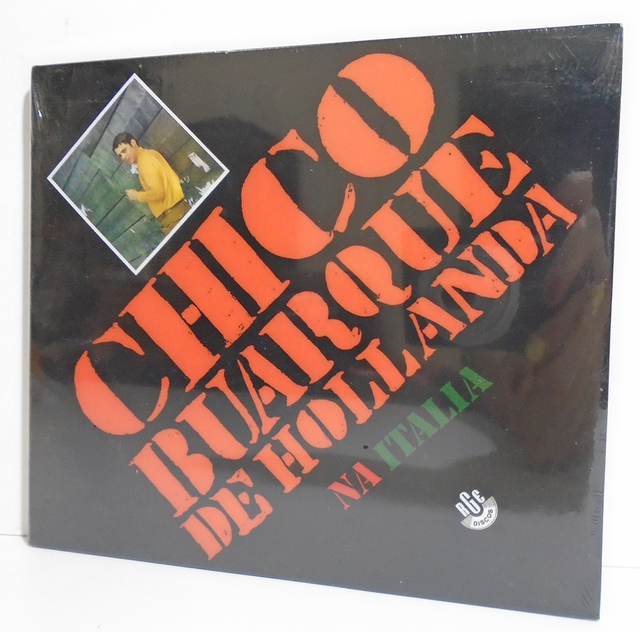 CHICO
BUARQUE
DE HOLLANDA
NA ITALIA
RGE
DISCOS